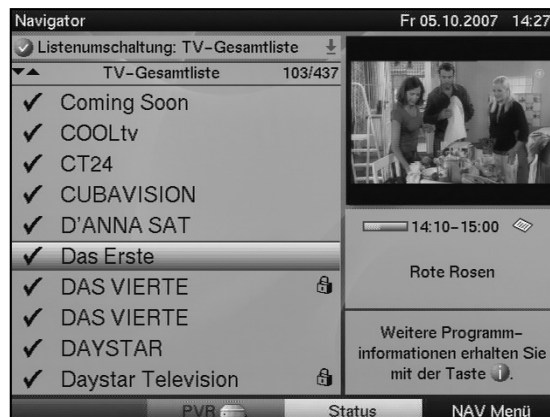 Navigator Fr 05.10.2007 14:27
Listenumschaltung: TV-Gesamtliste
TV-Gesamtliste 103/437
Coming Soon
COOLtv
CT24
CUBAVISION
D'ANNA SAT
Das Erste
DAS VIERTE
DAS VIERTE
DAYSTAR
Daystar Television
14:10-15:00
Rote Rosen
Weitere Programm-
informationen erhalten Sie
mit der Taste i.
PVR Status NAV Menü